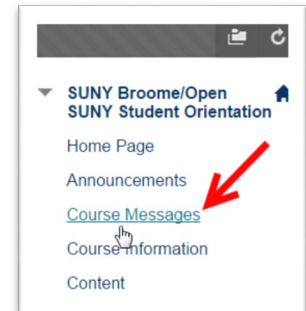 SUNY Broome/Open
SUNY Student Orientation
Home Page
Announcements
Course Messages
Course Information
Content